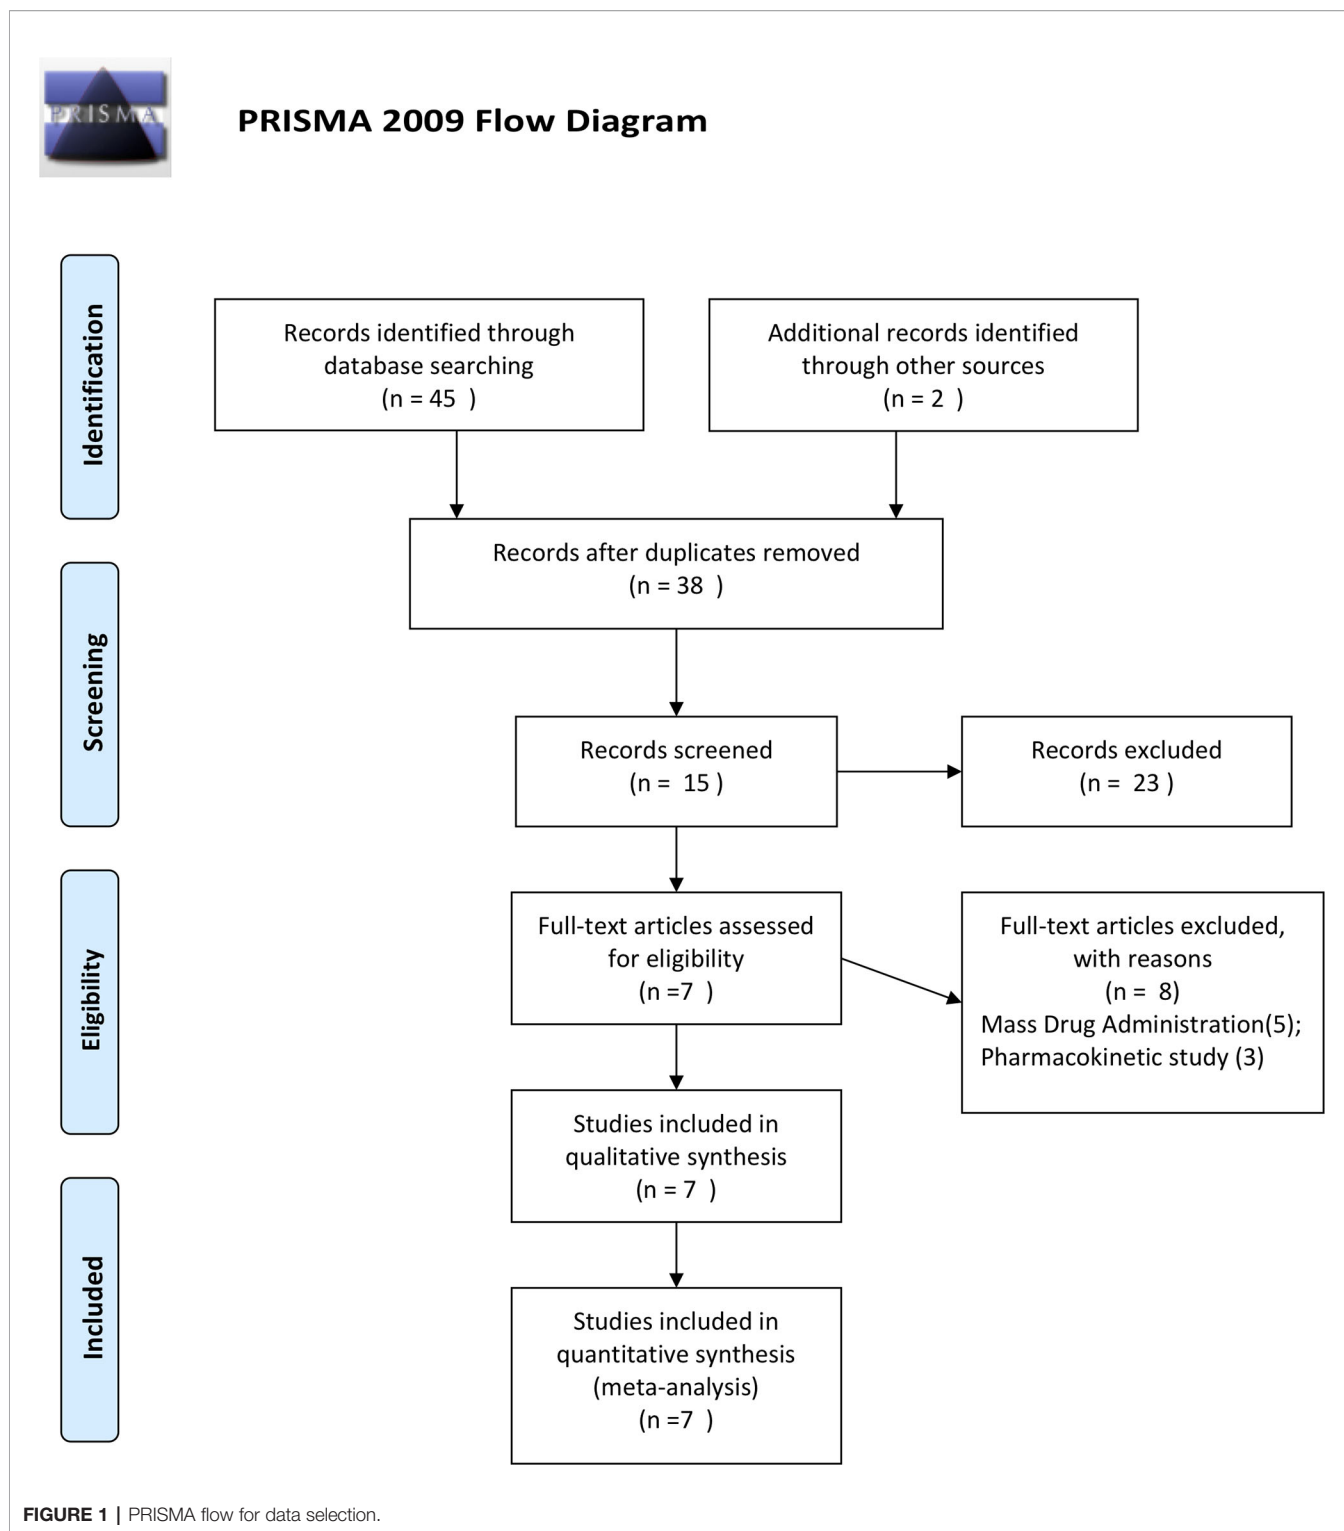 PRISMA
PRISMA 2009 Flow Diagram
Identification
Records identified through
database searching
(n = 45  )
Additional records identified
through other sources
(n = 2  )
Records after duplicates removed
(n = 38  )
Screening
Records screened
(n =  15 )
Records excluded
(n =  23 )
Eligibility
Full-text articles assessed
for eligibility
(n =7  )
Full-text articles excluded,
with reasons
(n =  8)
Mass Drug Administration(5);
Pharmacokinetic study (3)
Studies included in
qualitative synthesis
(n = 7  )
Included
Studies included in
quantitative synthesis
(meta-analysis)
(n =7  )
FIGURE 1 | PRISMA flow for data selection.